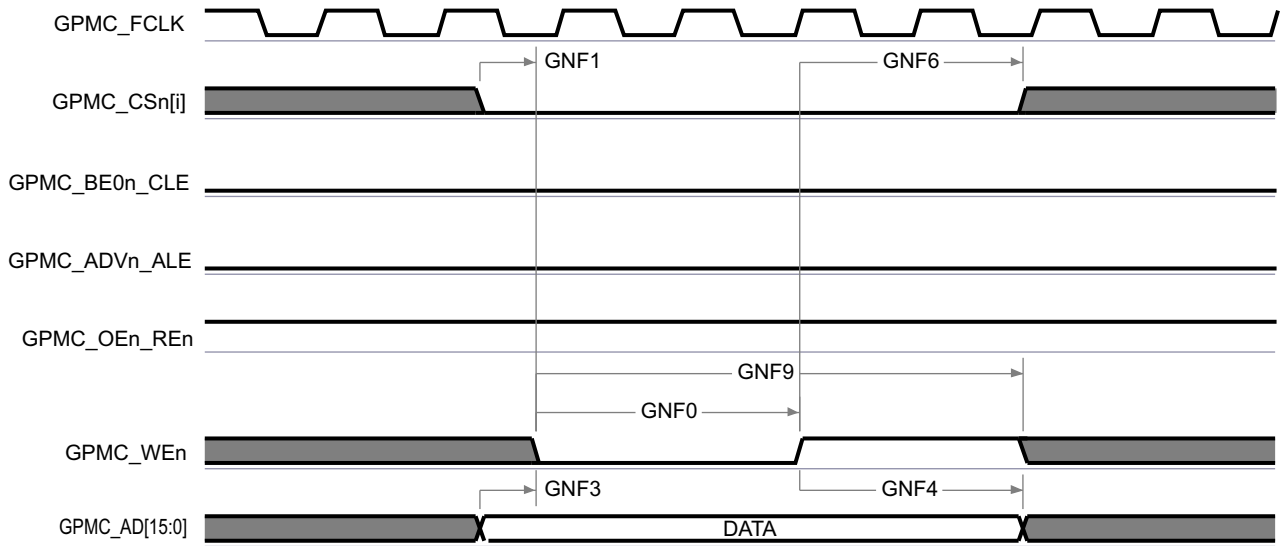 GPMC_FCLK
GNF1
GNF6
GPMC_CSn[i]
GPMC_BE0n_CLE
GPMC_ADVn_ALE
GPMC_OEn_REn
GNF9
GNF0
GPMC_WEn
GNF3
GNF4
GPMC_AD[15:0]
DATA